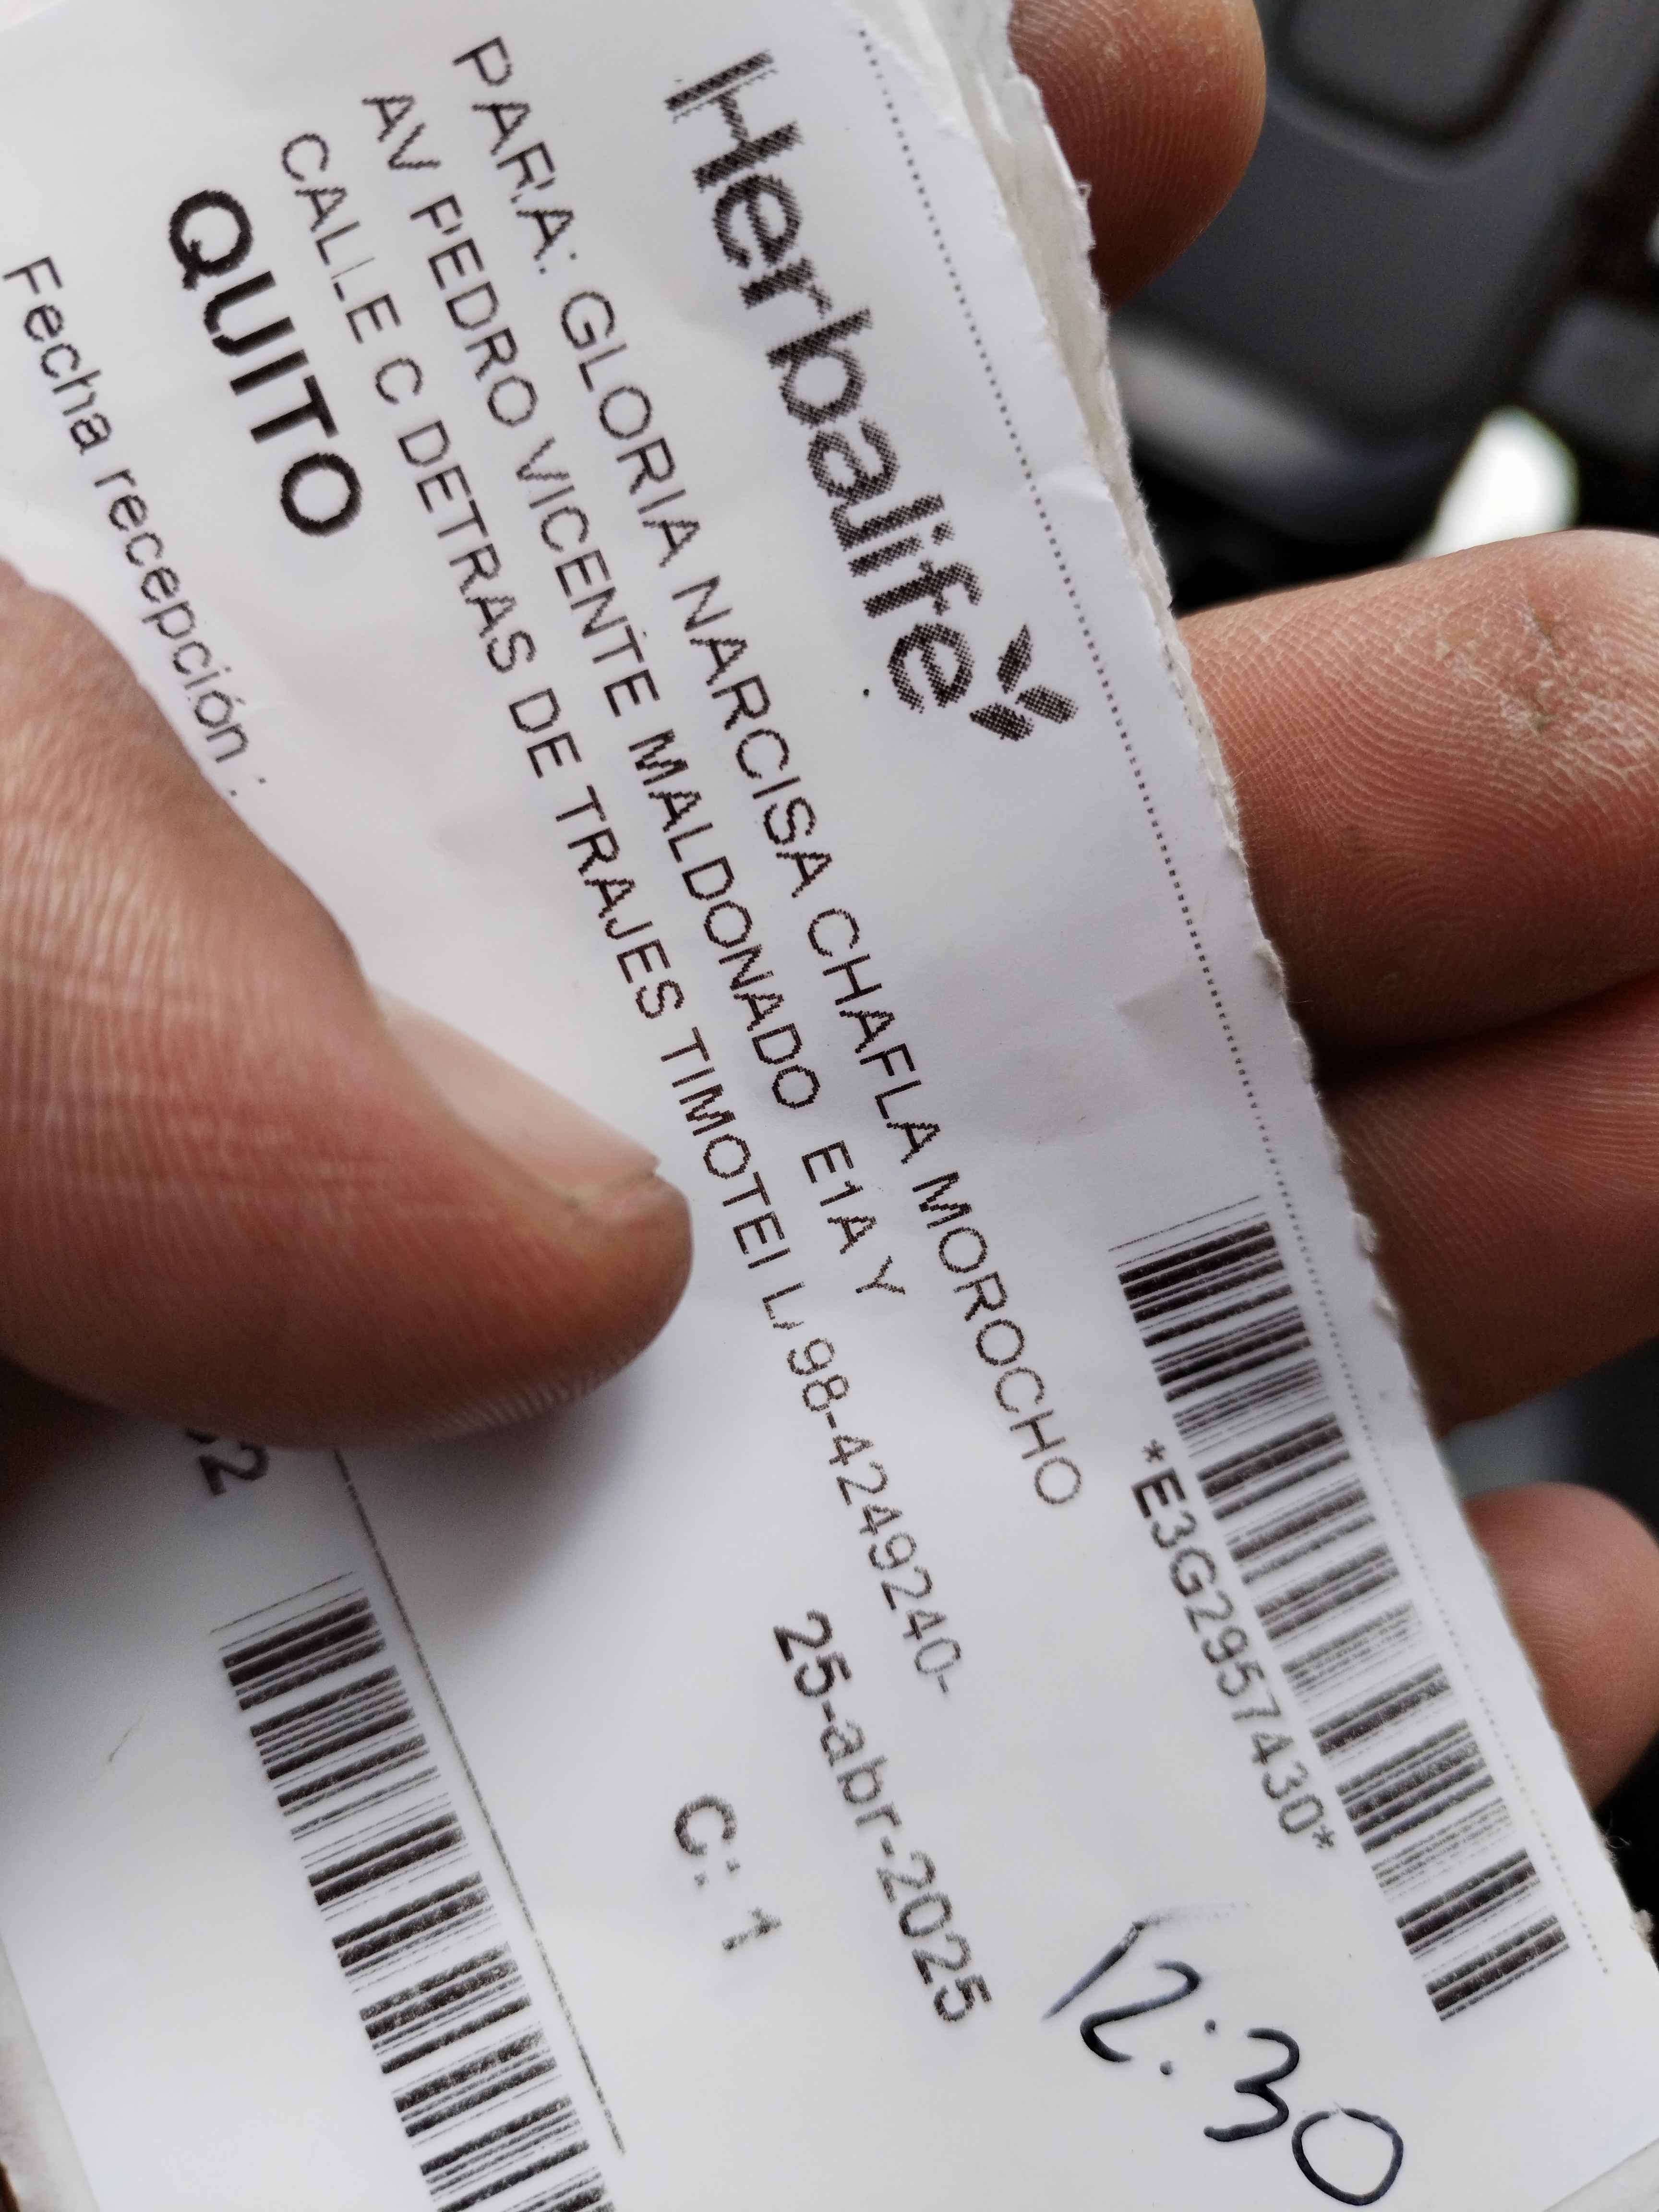 Herbalife
*E3G2957430*
PARA: GLORIA NARCISA CHAFLA MOROCHO
AV PEDRO VICENTE MALDONADO E1A Y
CALLE C DETRAS DE TRAJES TIMOTEI 98-4249240-
QUITO
25-abr-2025
C: 1
12:30
Fecha recepción :